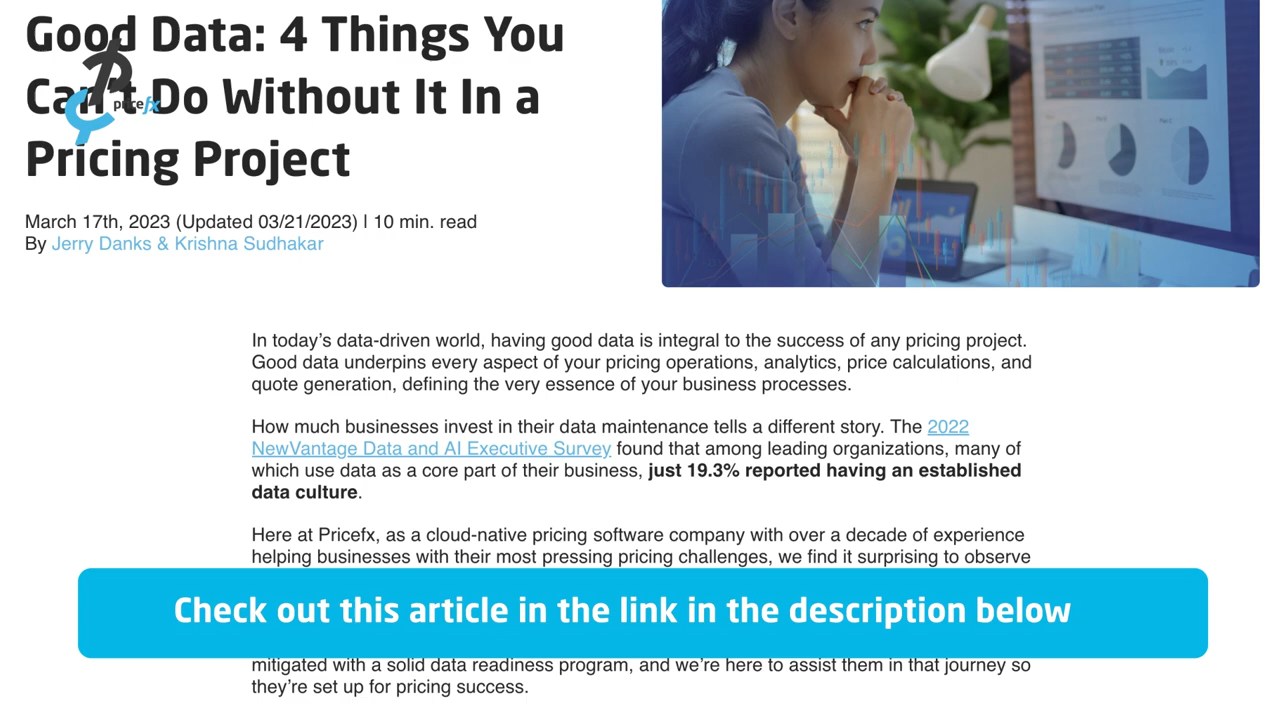 Good Data: 4 Things You
Can't Do Without It In a
Pricing Project
pricefx
March 17th, 2023 (Updated 03/21/2023) | 10 min. read
By Jerry Danks & Krishna Sudhakar
In today’s data-driven world, having good data is integral to the success of any pricing project.
Good data underpins every aspect of your pricing operations, analytics, price calculations, and
quote generation, defining the very essence of your business processes.
How much businesses invest in their data maintenance tells a different story. The 2022
NewVantage Data and AI Executive Survey found that among leading organizations, many of
which use data as a core part of their business, just 19.3% reported having an established
data culture.
Here at Pricefx, as a cloud-native pricing software company with over a decade of experience
helping businesses with their most pressing pricing challenges, we find it surprising to observe
Check out this article in the link in the description below
mitigated with a solid data readiness program, and we’re here to assist them in that journey so
they’re set up for pricing success.